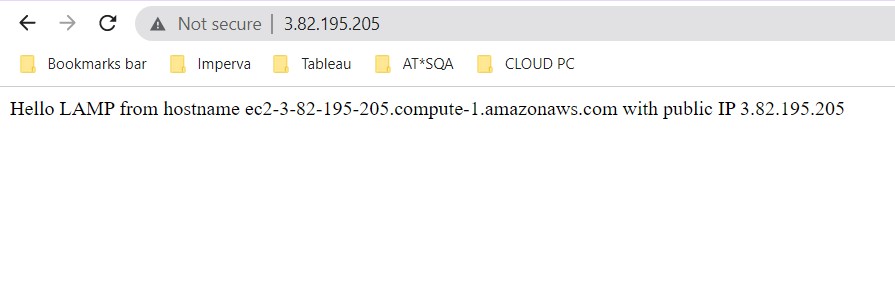 Not secure | 3.82.195.205
Bookmarks bar Imperva Tableau AT*SQA CLOUD PC
Hello LAMP from hostname ec2-3-82-195-205.compute-1.amazonaws.com with public IP 3.82.195.205